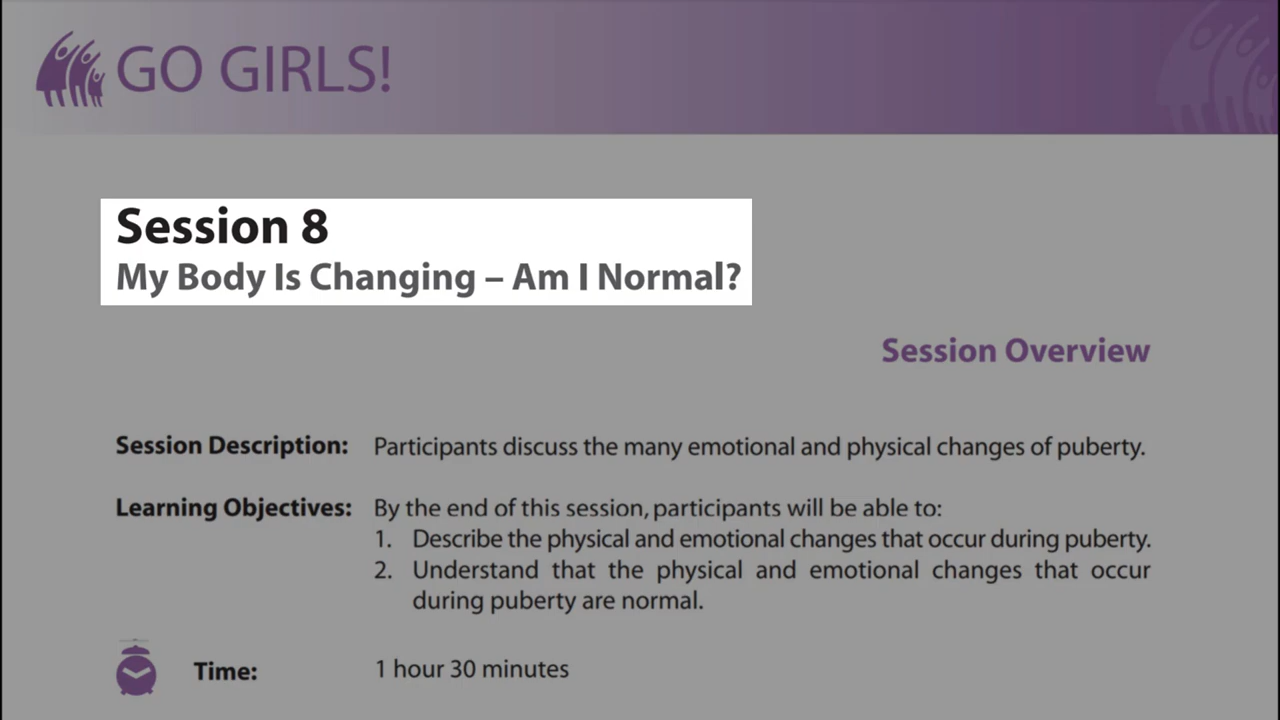 GO GIRLS!
Session 8
My Body Is Changing – Am I Normal?
Session Overview
Session Description: Participants discuss the many emotional and physical changes of puberty.
Learning Objectives: By the end of this session, participants will be able to:
1. Describe the physical and emotional changes that occur during puberty.
2. Understand that the physical and emotional changes that occur
during puberty are normal.
Time: 1 hour 30 minutes